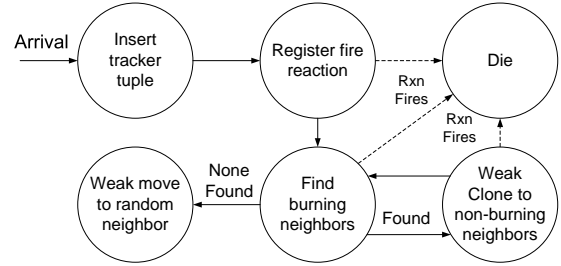 Arrival
Insert
tracker
tuple
Register fire
reaction
Rxn
Fires
Die
Rxn
Fires
Weak move
to random
neighbor
None
Found
Find
burning
neighbors
Found
Weak
Clone to
non-burning
neighbors